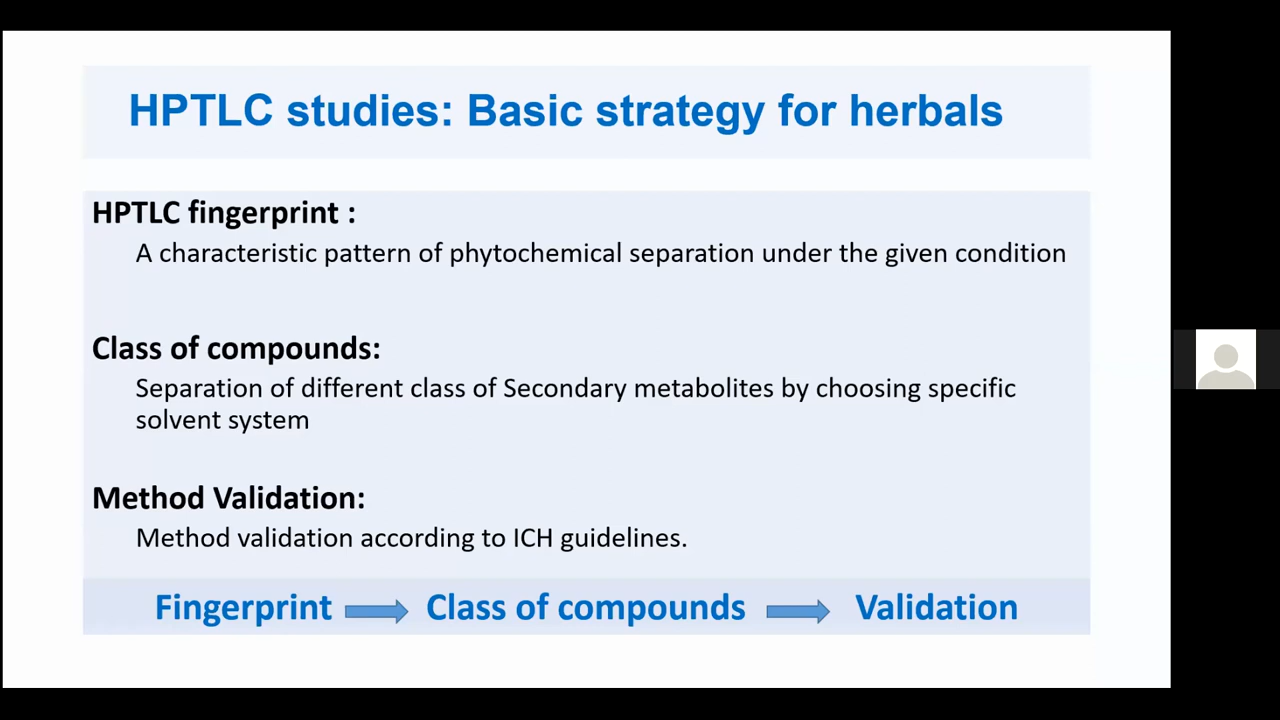 HPTLC studies: Basic strategy for herbals
HPTLC fingerprint :
A characteristic pattern of phytochemical separation under the given condition
Class of compounds:
Separation of different class of Secondary metabolites by choosing specific
solvent system
Method Validation:
Method validation according to ICH guidelines.
Fingerprint Class of compounds Validation